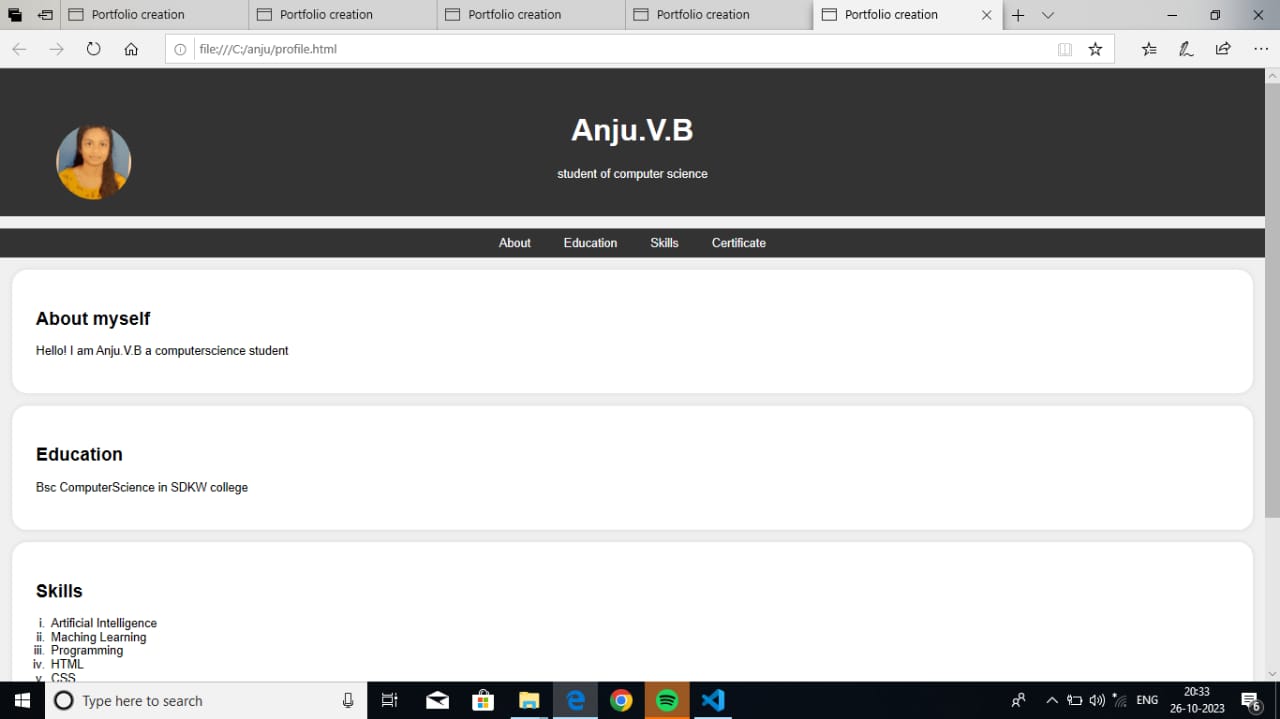 Portfolio creation Portfolio creation Portfolio creation Portfolio creation Portfolio creation
file:///C:/anju/profile.html
Anju.V.B
student of computer science
About Education Skills Certificate
About myself
Hello! I am Anju.V.B a computerscience student
Education
Bsc ComputerScience in SDKW college
Skills
i. Artificial Intelligence
ii. Maching Learning
iii. Programming
iv. HTML
v. CSS
Type here to search
ENG
20:33
26-10-2023
6